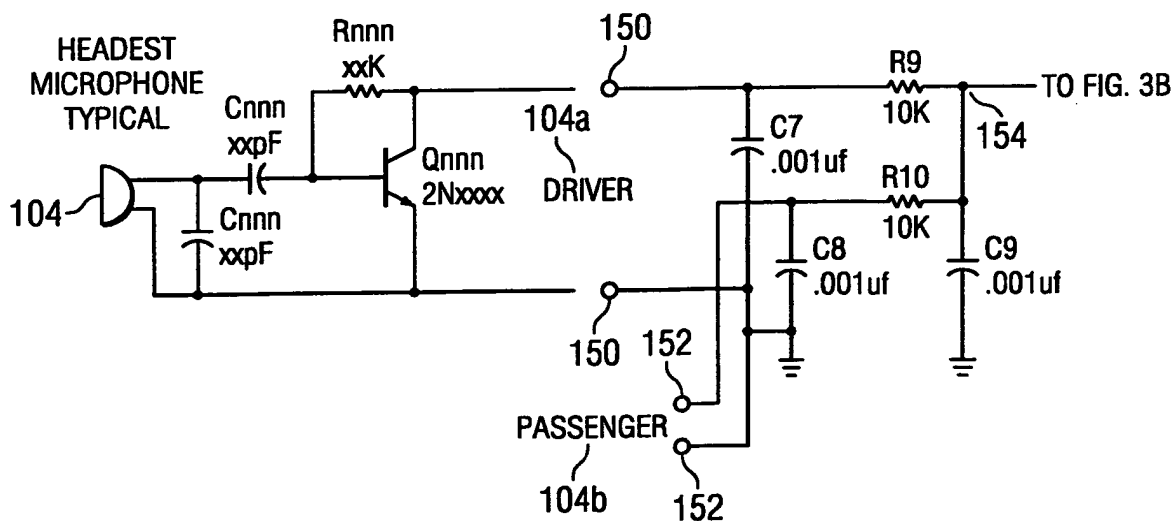 HEADEST
MICROPHONE
TYPICAL
Rnnn
xxK
150
R9
10K
TO FIG. 3B
154
Cnnn
xxpF
104a
DRIVER
C7
.001uf
Qnnn
2Nxxxx
R10
10K
104
Cnnn
xxpF
C8
.001uf
C9
.001uf
150
152
PASSENGER
104b
152